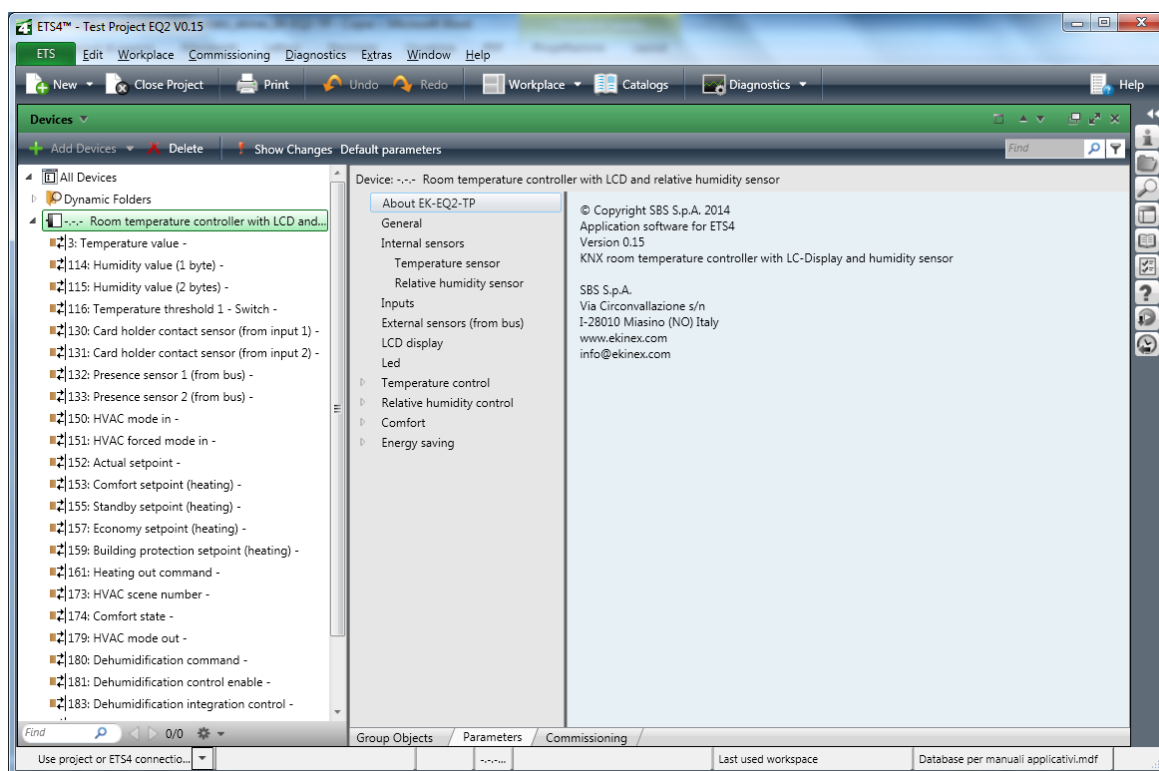 ETS4™ - Test Project EQ2 V0.15
ETS Edit Workplace Commissioning Diagnostics Extras Window Help
New Close Project Print Undo Redo Workplace Catalogs Diagnostics Help
Devices
Add Devices Delete Show Changes Default parameters Find
All Devices
Dynamic Folders
-.-.- Room temperature controller with LCD and...
3: Temperature value -
114: Humidity value (1 byte) -
115: Humidity value (2 bytes) -
116: Temperature threshold 1 - Switch -
130: Card holder contact sensor (from input 1) -
131: Card holder contact sensor (from input 2) -
132: Presence sensor 1 (from bus) -
133: Presence sensor 2 (from bus) -
150: HVAC mode in -
151: HVAC forced mode in -
152: Actual setpoint -
153: Comfort setpoint (heating) -
155: Standby setpoint (heating) -
157: Economy setpoint (heating) -
159: Building protection setpoint (heating) -
161: Heating out command -
173: HVAC scene number -
174: Comfort state -
179: HVAC mode out -
180: Dehumidification command -
181: Dehumidification control enable -
183: Dehumidification integration control -
Find 0/0
Device: -.-.- Room temperature controller with LCD and relative humidity sensor
About EK-EQ2-TP
General
Internal sensors
Temperature sensor
Relative humidity sensor
Inputs
External sensors (from bus)
LCD display
Led
Temperature control
Relative humidity control
Comfort
Energy saving
© Copyright SBS S.p.A. 2014
Application software for ETS4
Version 0.15
KNX room temperature controller with LC-Display and humidity sensor
SBS S.p.A.
Via Circonvallazione s/n
I-28010 Miasino (NO) Italy
www.ekinex.com
info@ekinex.com
Group Objects Parameters Commissioning
Use project or ETS4 connectio... -.-.-... Last used workspace Database per manuali applicativi.mdf